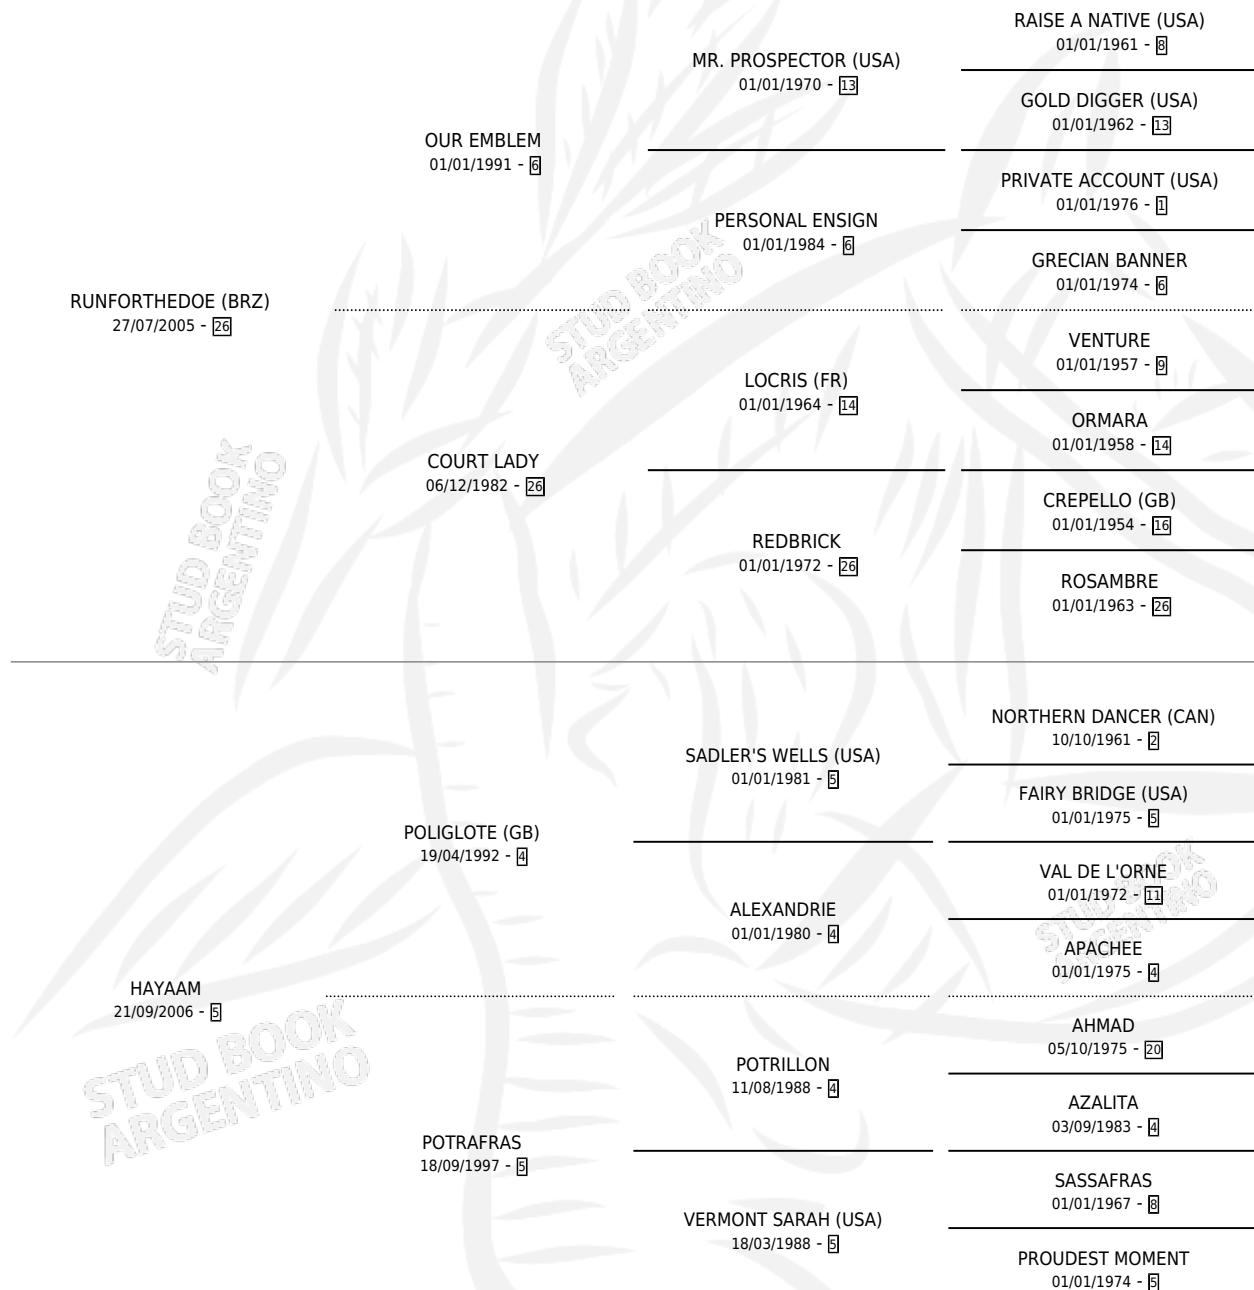 RAISE A NATIVE (USA)
01/01/1961 - 8
MR. PROSPECTOR (USA)
01/01/1970 - 13
GOLD DIGGER (USA)
01/01/1962 - 13
OUR EMBLEM
01/01/1991 - 6
PRIVATE ACCOUNT (USA)
01/01/1976 - 1
PERSONAL ENSIGN
01/01/1984 - 6
GRECIAN BANNER
01/01/1974 - 6
RUNFORTHEDOE (BRZ)
27/07/2005 - 26
STUD BOOK
ARGENTINO
VENTURE
01/01/1957 - 9
LOCRIS (FR)
01/01/1964 - 14
ORMARA
01/01/1958 - 14
COURT LADY
06/12/1982 - 26
CREPELLO (GB)
01/01/1954 - 16
REDBRICK
01/01/1972 - 26
ROSAMBRE
01/01/1963 - 26
STUD BOOK
ARGENTINO
NORTHERN DANCER (CAN)
10/10/1961 - 2
SADLER'S WELLS (USA)
01/01/1981 - 5
FAIRY BRIDGE (USA)
01/01/1975 - 5
POLIGLOTE (GB)
19/04/1992 - 4
VAL DE L'ORNE
01/01/1972 - 11
ALEXANDRIE
01/01/1980 - 4
STUD BOOK
ARGENTINO
APACHEE
01/01/1975 - 4
HAYAAM
21/09/2006 - 5
STUD BOOK
ARGENTINO
AHMAD
05/10/1975 - 20
POTRILLON
11/08/1988 - 4
AZALITA
03/09/1983 - 4
POTRAFRAS
18/09/1997 - 5
SASSAFRAS
01/01/1967 - 8
VERMONT SARAH (USA)
18/03/1988 - 5
PROUDEST MOMENT
01/01/1974 - 5